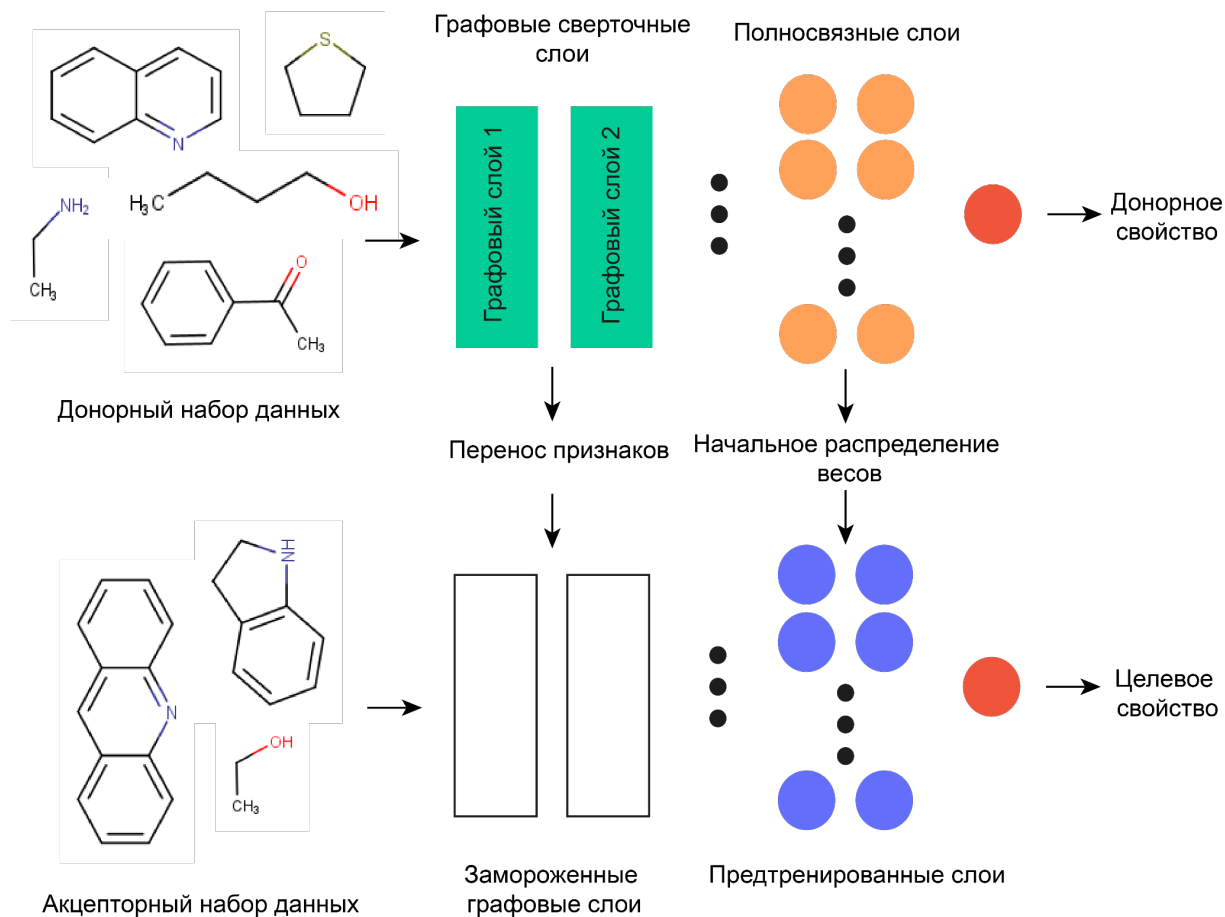 Графовые сверточные
слои
Полносвязные слои
S
N
NH2
CH3
H3C
OH
O
CH3
Графовый слой 1
Графовый слой 2
Донорное
свойство
Донорный набор данных
Перенос признаков
Начальное распределение
весов
NH
N
OH
CH3
Целевое
свойство
Акцепторный набор данных
Замороженные
графовые слои
Предтренированные слои